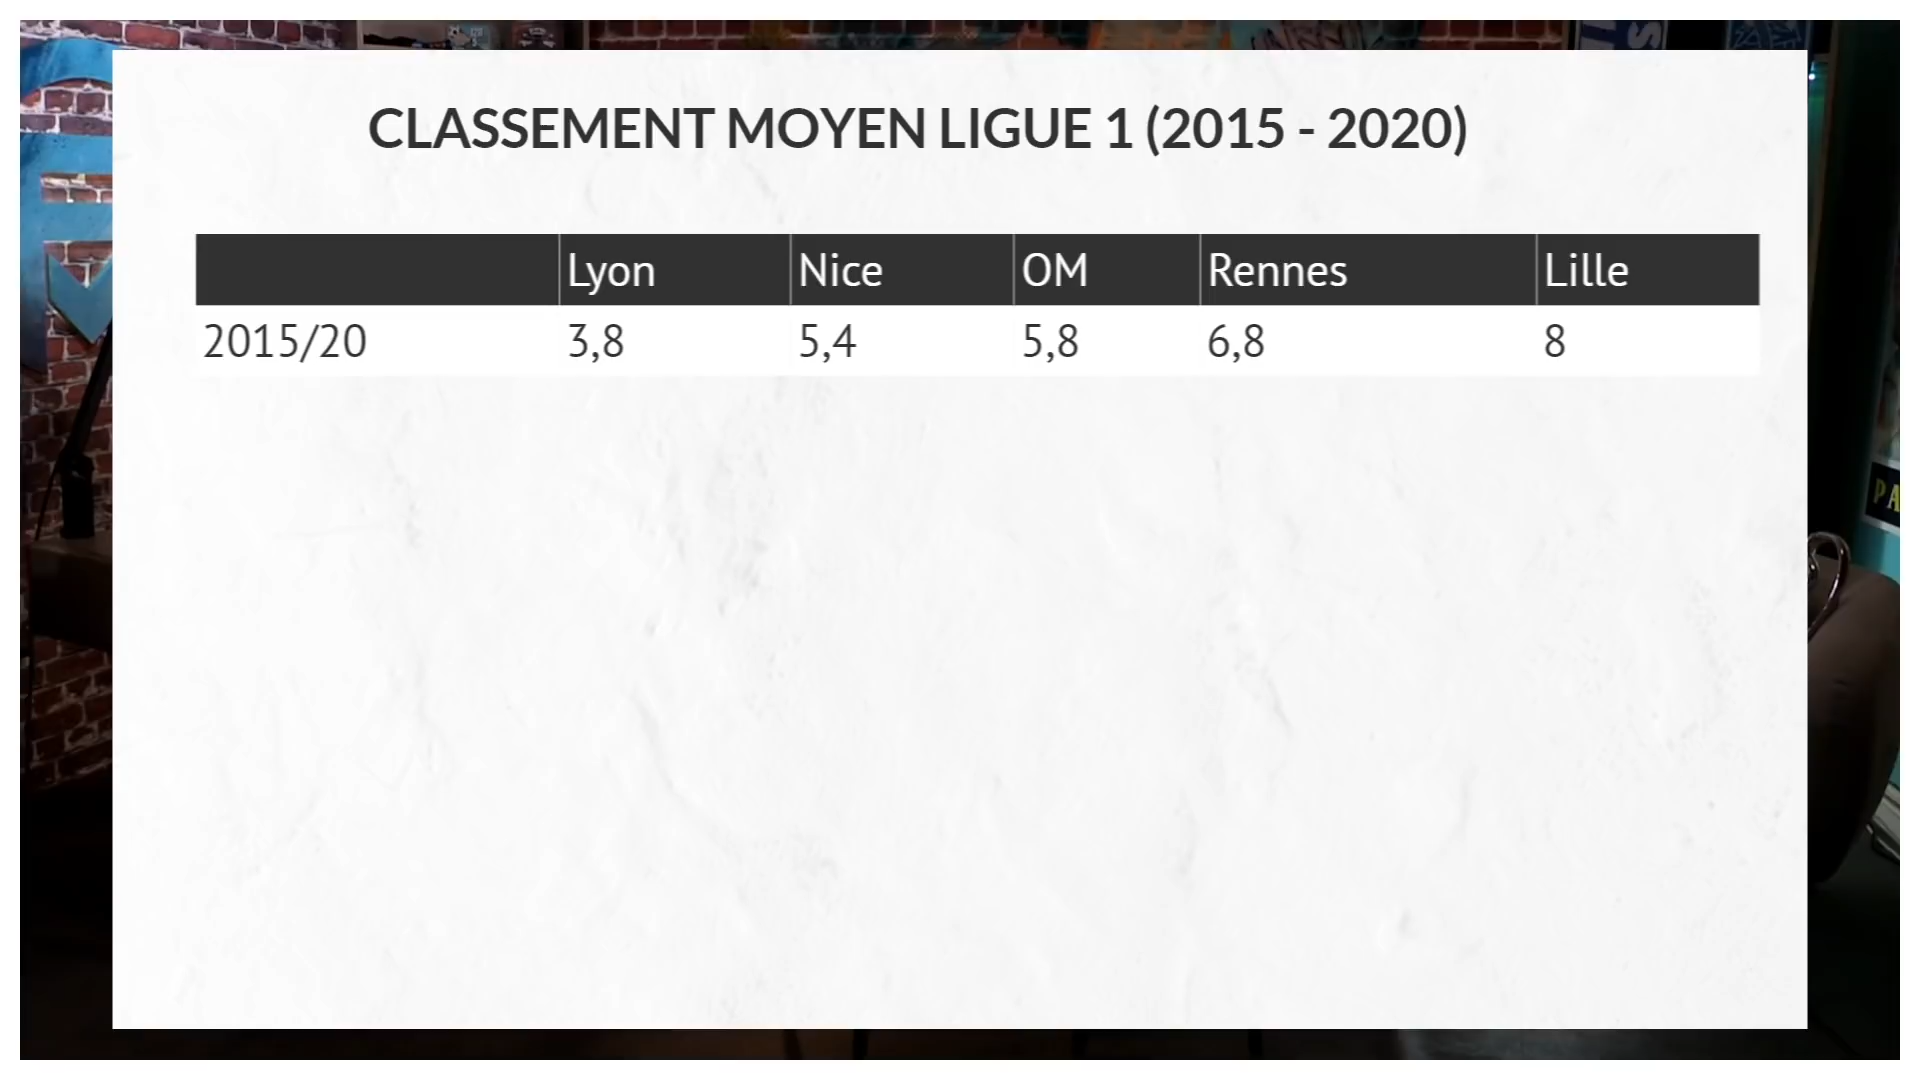 CLASSEMENT MOYEN LIGUE 1 (2015 - 2020)
Lyon Nice OM Rennes Lille
2015/20 3,8 5,4 5,8 6,8 8
PA